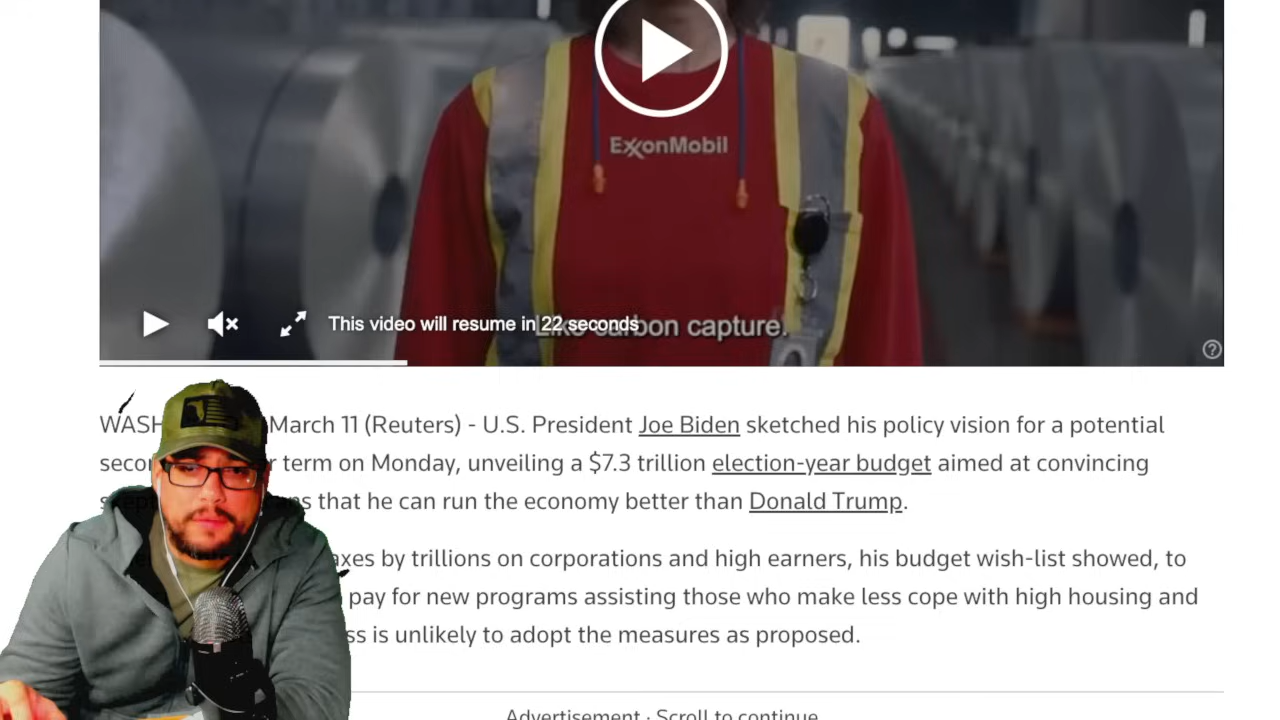 ExxonMobil
This video will resume in 22 seconds
Like carbon capture.
WASH March 11 (Reuters) - U.S. President Joe Biden sketched his policy vision for a potential
term on Monday, unveiling a $7.3 trillion election-year budget aimed at convincing
that he can run the economy better than Donald Trump.
by trillions on corporations and high earners, his budget wish-list showed, to
pay for new programs assisting those who make less cope with high housing and
is unlikely to adopt the measures as proposed.
Advertisement · Scroll to continue